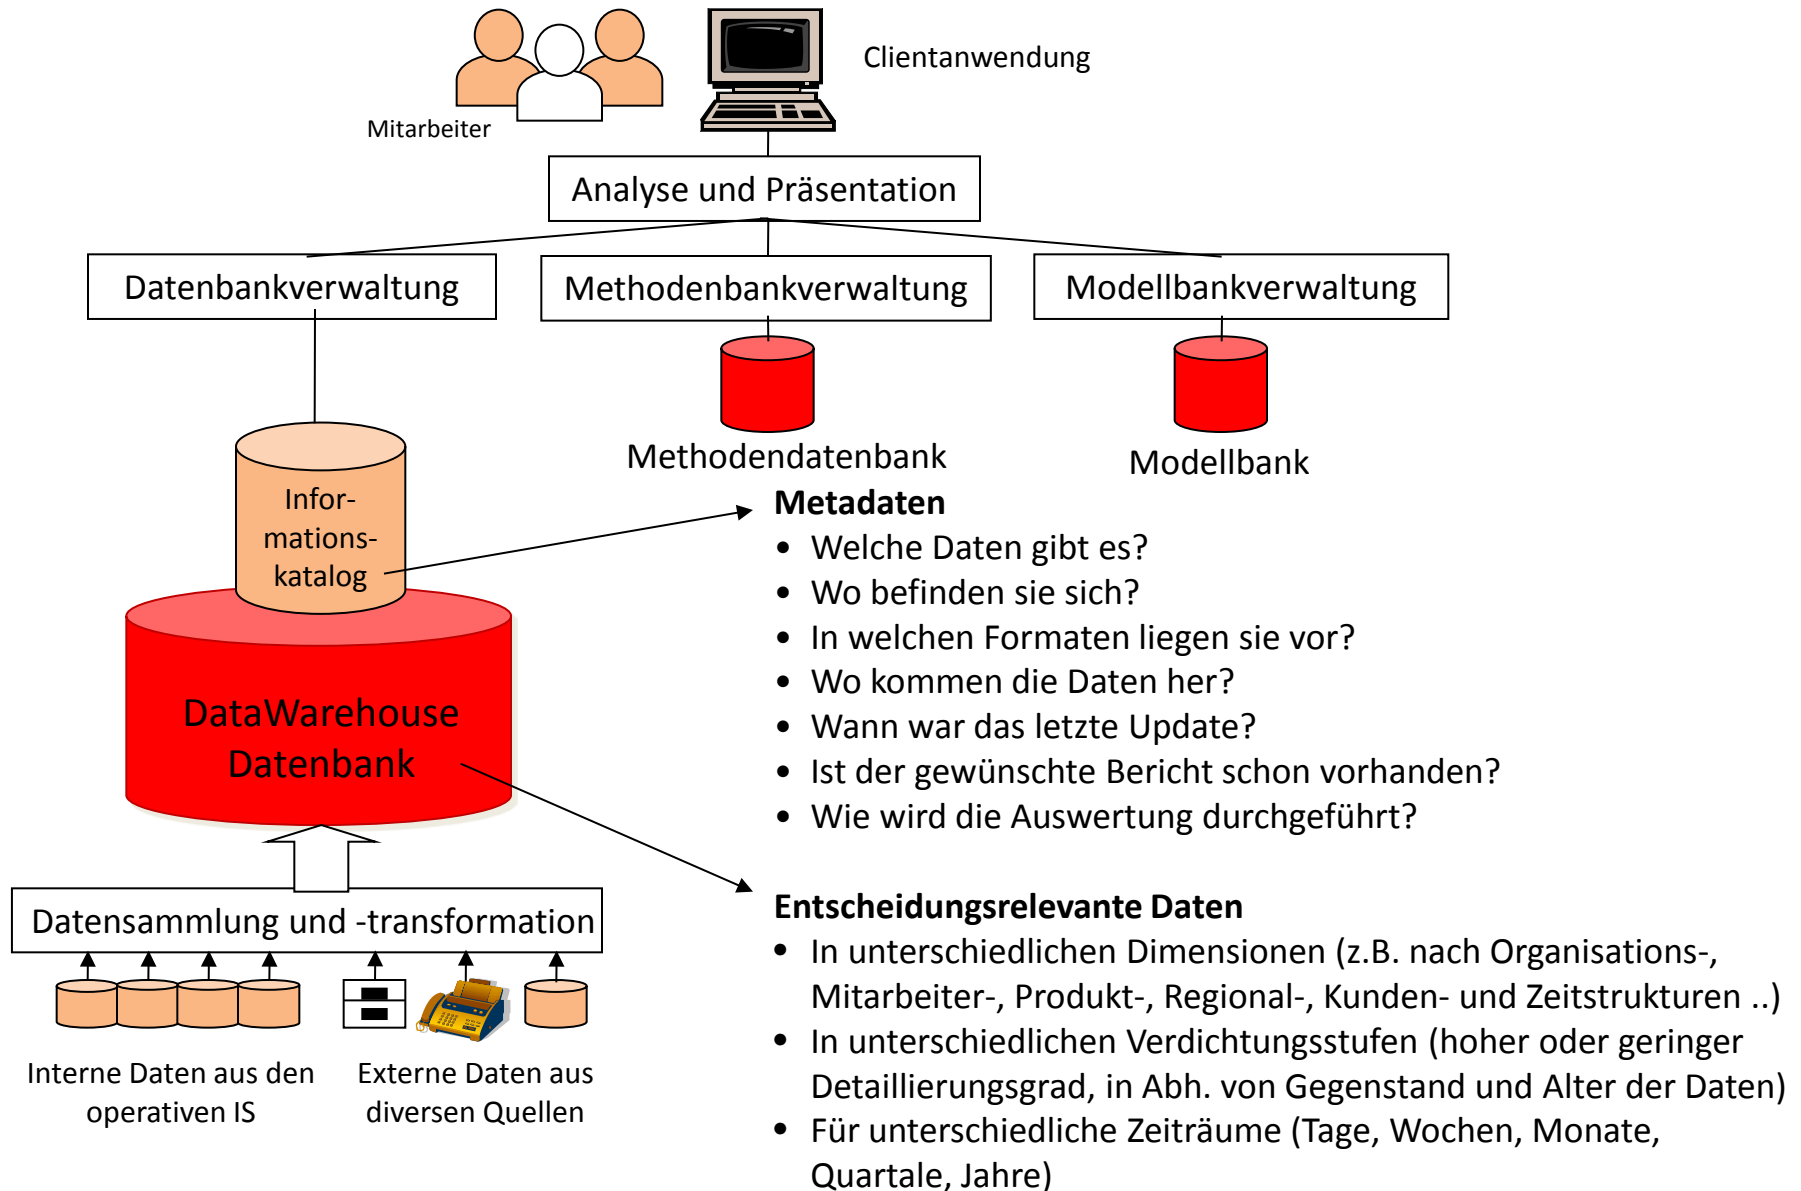 Clientanwendung
Mitarbeiter
Analyse und Präsentation
Datenbankverwaltung
Methodenbankverwaltung
Modellbankverwaltung
Methodendatenbank
Modellbank
Infor-
mations-
katalog
DataWarehouse
Datenbank
Metadaten
• Welche Daten gibt es?
• Wo befinden sie sich?
• In welchen Formaten liegen sie vor?
• Wo kommen die Daten her?
• Wann war das letzte Update?
• Ist der gewünschte Bericht schon vorhanden?
• Wie wird die Auswertung durchgeführt?
Datensammlung und -transformation
Interne Daten aus den
operativen IS
Externe Daten aus
diversen Quellen
Entscheidungsrelevante Daten
• In unterschiedlichen Dimensionen (z.B. nach Organisations-,
Mitarbeiter-, Produkt-, Regional-, Kunden- und Zeitstrukturen ..)
• In unterschiedlichen Verdichtungsstufen (hoher oder geringer
Detaillierungsgrad, in Abh. von Gegenstand und Alter der Daten)
• Für unterschiedliche Zeiträume (Tage, Wochen, Monate,
Quartale, Jahre)